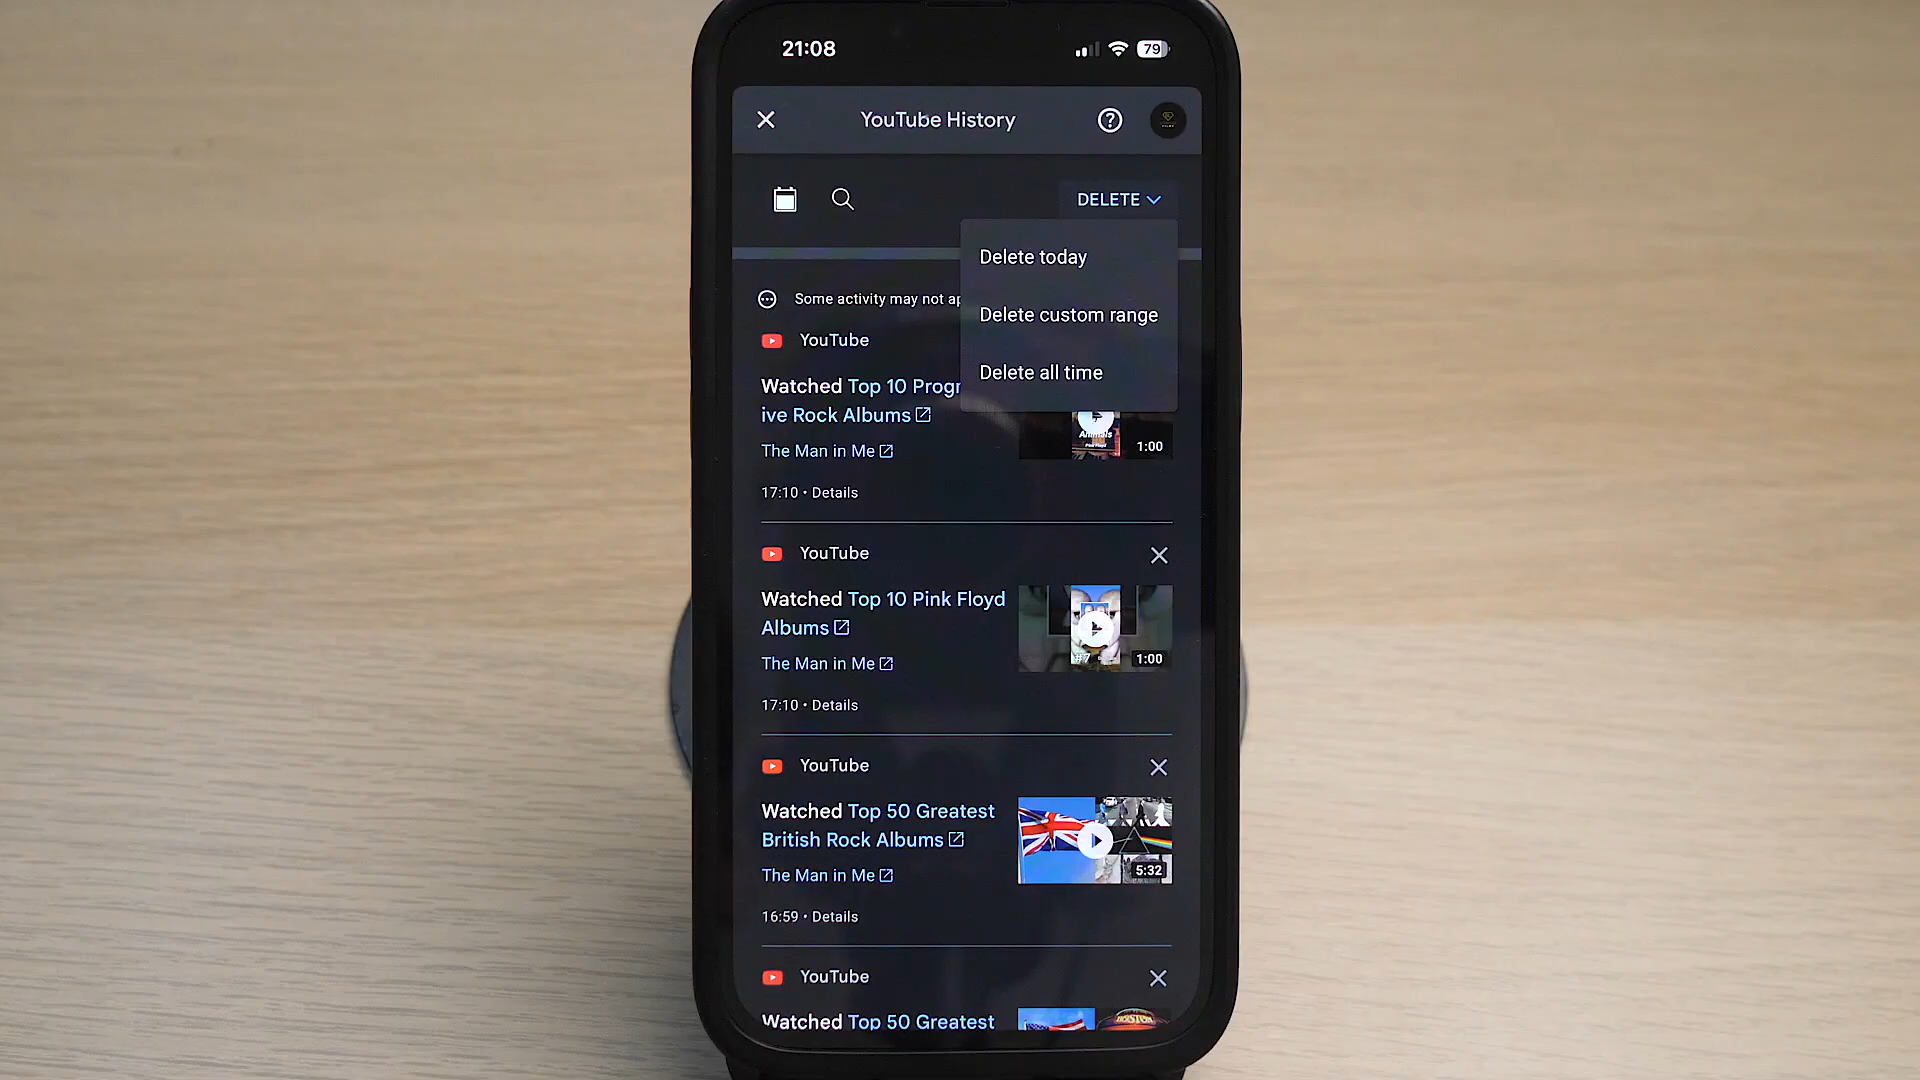 21:08
79
YouTube History
DELETE
Delete today
Delete custom range
Delete all time
Some activity may not ap
YouTube
Watched Top 10 Progr
ive Rock Albums
The Man in Me
Animals
1:00
17:10 • Details
YouTube
Watched Top 10 Pink Floyd
Albums
The Man in Me
#7
1:00
17:10 • Details
YouTube
Watched Top 50 Greatest
British Rock Albums
The Man in Me
5:32
16:59 • Details
YouTube
Watched Top 50 Greatest